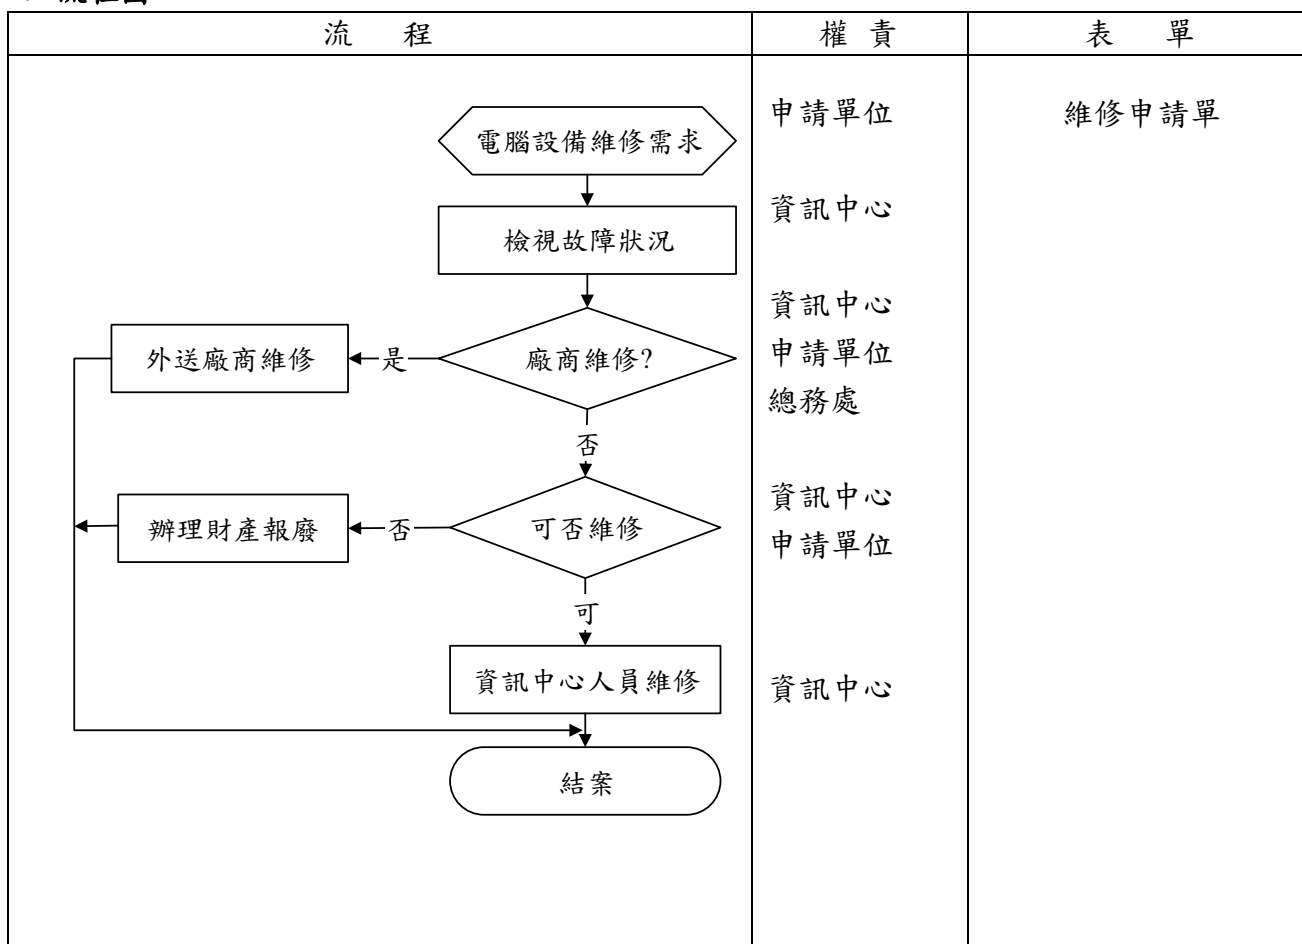 流程圖
流 程 權 責 表 單
電腦設備維修需求 申請單位 維修申請單
檢視故障狀況 資訊中心
資訊中心
外送廠商維修 是 廠商維修? 申請單位
總務處
否
資訊中心
辦理財產報廢 否 可否維修
申請單位
可
資訊中心人員維修 資訊中心
結案